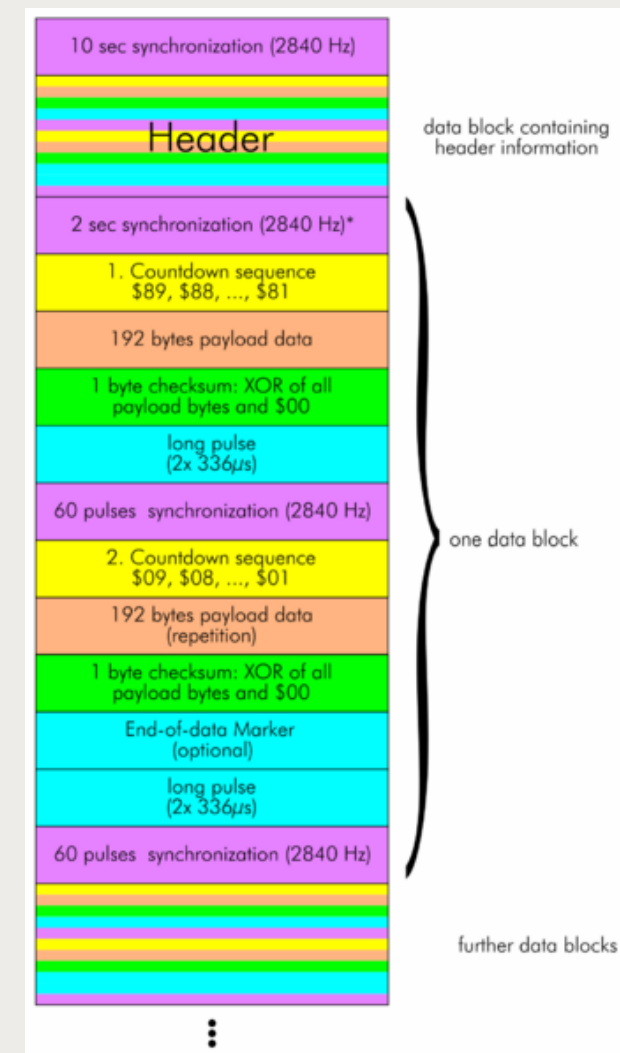 10 sec synchronization (2840 Hz)
Header
data block containing
header information
2 sec synchronization (2840 Hz)*
1. Countdown sequence
$89, $88, ..., $81
192 bytes payload data
1 byte checksum: XOR of all
payload bytes and $00
long pulse
(2x 336µs)
60 pulses synchronization (2840 Hz)
one data block
2. Countdown sequence
$09, $08, ..., $01
192 bytes payload data
(repetition)
1 byte checksum: XOR of all
payload bytes and $00
End-of-data Marker
(optional)
long pulse
(2x 336µs)
60 pulses synchronization (2840 Hz)
further data blocks